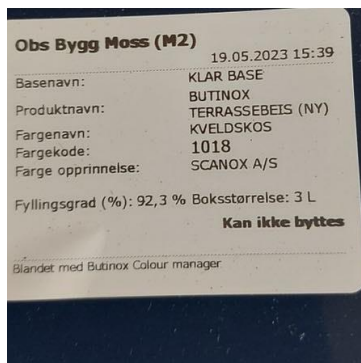 Obs Bygg Moss (M2)
19.05.2023 15:39
Basenavn: KLAR BASE
Produktnavn: BUTINOX
TERRASSEBEIS (NY)
Fargenavn: KVELDSKOS
Fargekode: 1018
Farge opprinnelse: SCANOX A/S
Fyllingsgrad (%): 92,3 % Boksstørrelse: 3 L
Kan ikke byttes
Blandet med Butinox Colour manager